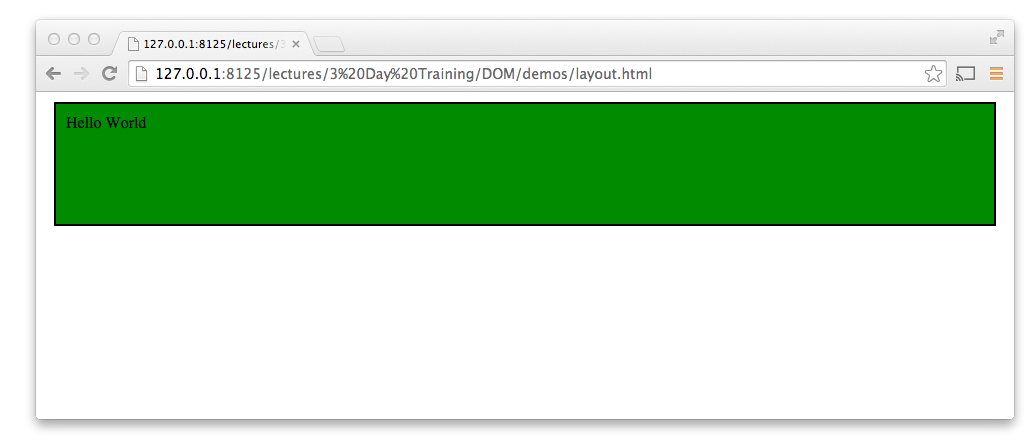 127.0.0.1:8125/lectures/3
127.0.0.1:8125/lectures/3%20Day%20Training/DOM/demos/layout.html
Hello World